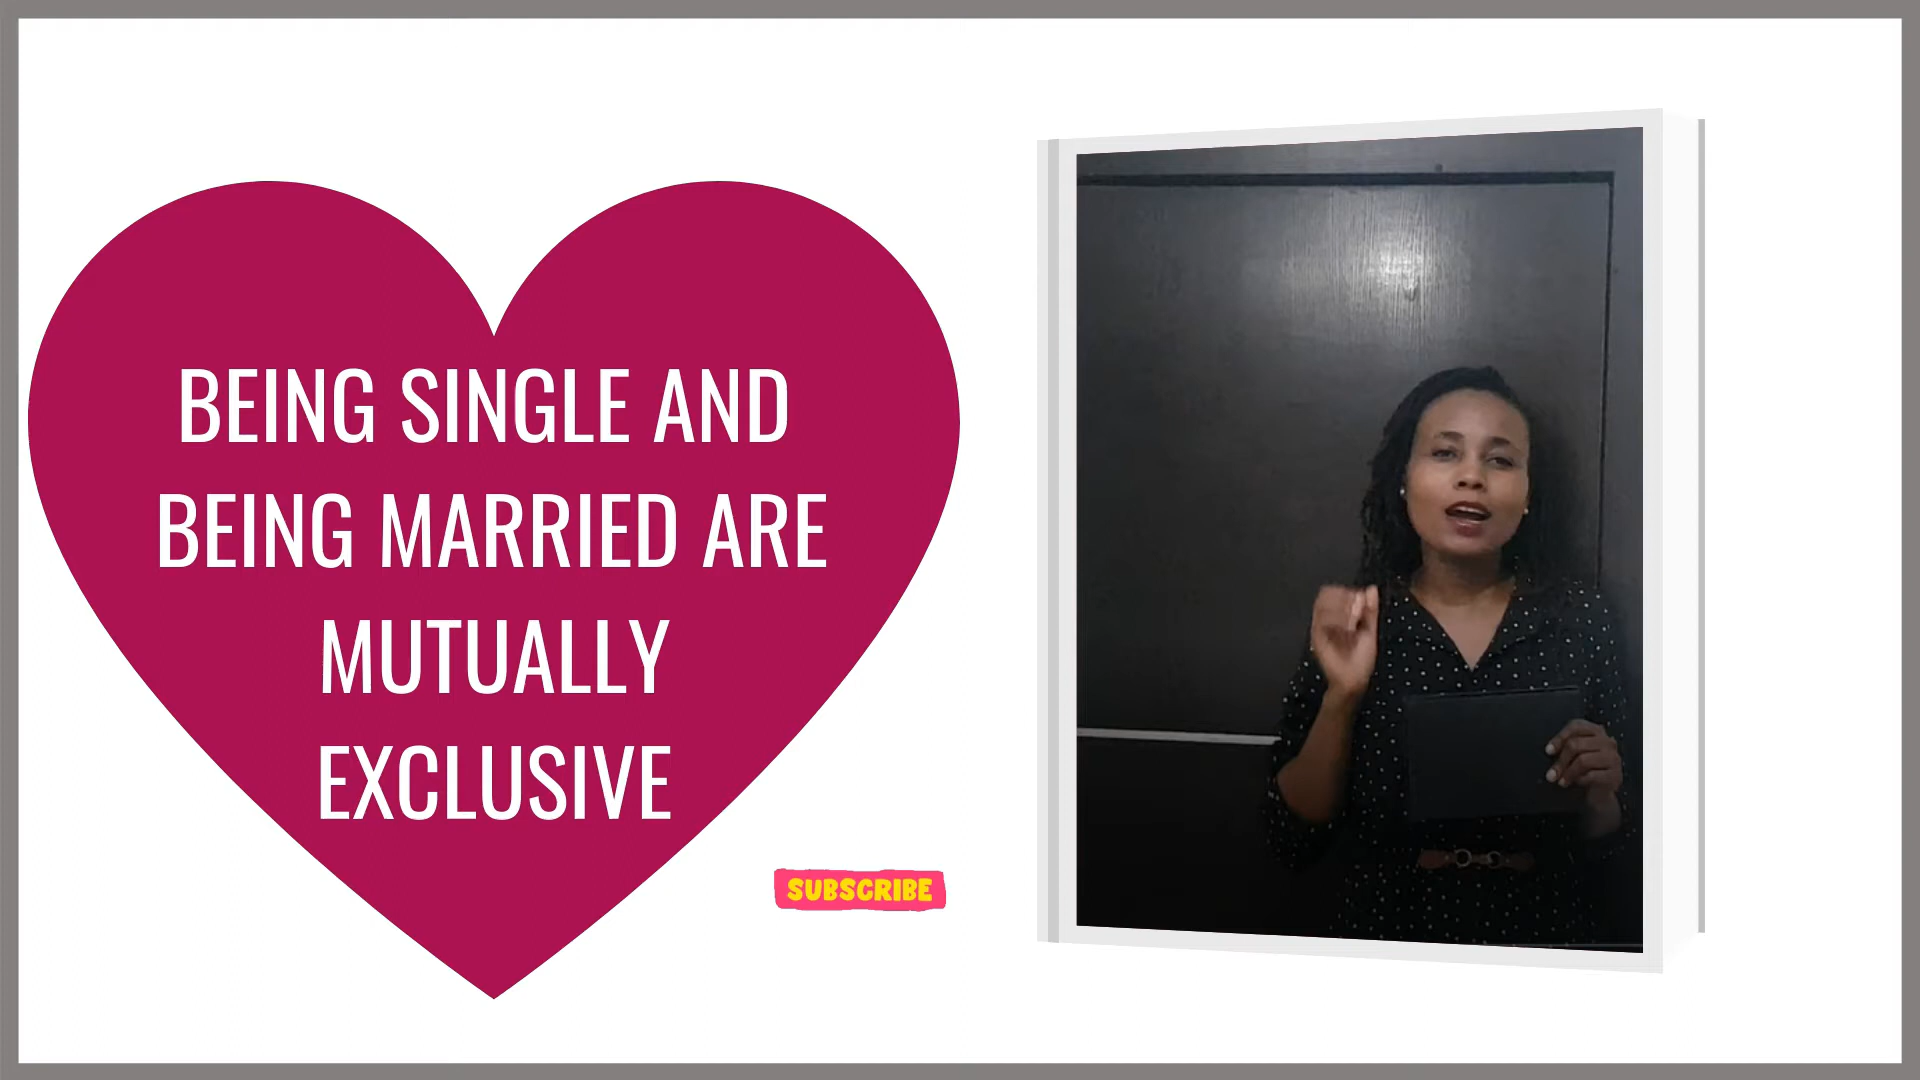 BEING SINGLE AND
BEING MARRIED ARE
MUTUALLY
EXCLUSIVE
SUBSCRIBE